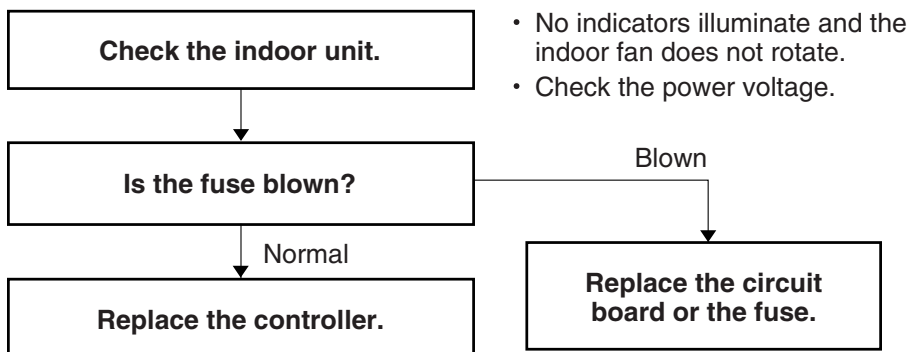 Check the indoor unit.
• No indicators illuminate and the
indoor fan does not rotate.
• Check the power voltage.
Is the fuse blown?
Blown
Normal
Replace the controller.
Replace the circuit
board or the fuse.